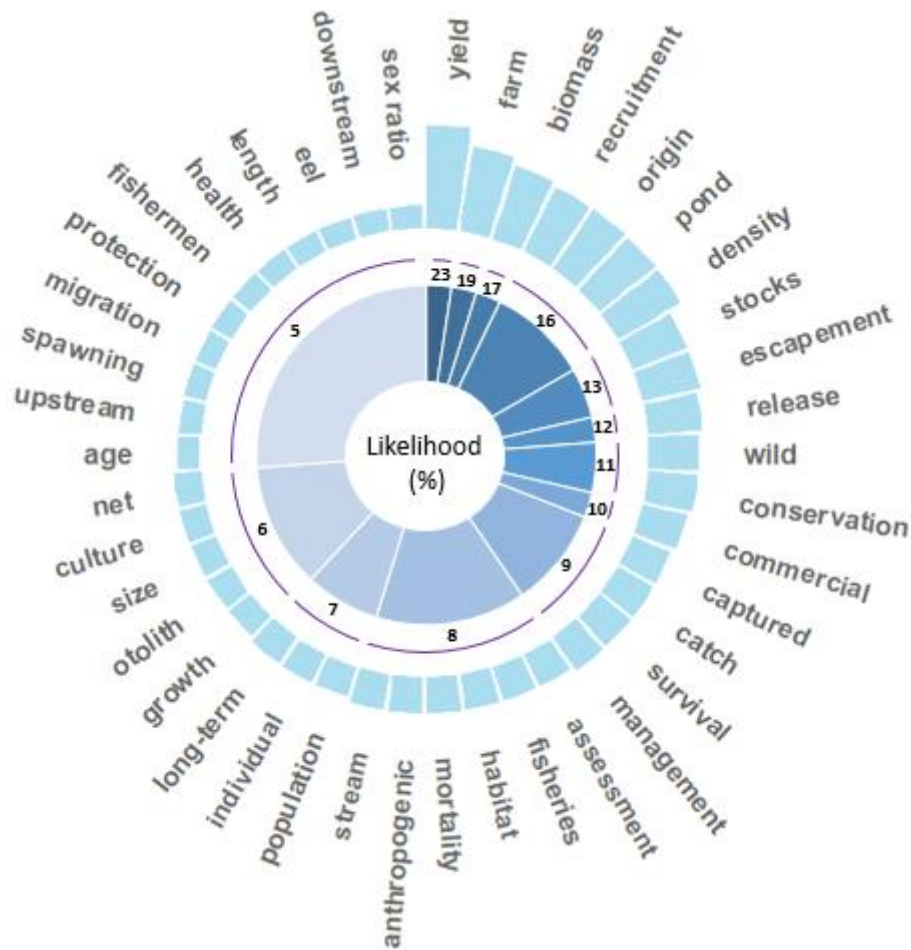 yield
farm
biomass
recruitment
origin
pond
density
stocks
escapement
release
wild
conservation
commercial
captured
catch
survival
management
assessment
fisheries
habitat
mortality
anthropogenic
stream
population
individual
long-term
growth
otolith
size
culture
net
age
upstream
spawning
migration
protection
fishermen
health
length
eel
downstream
sex ratio
23
19
17
16
13
12
11
10
9
8
7
6
5
Likelihood
(%)